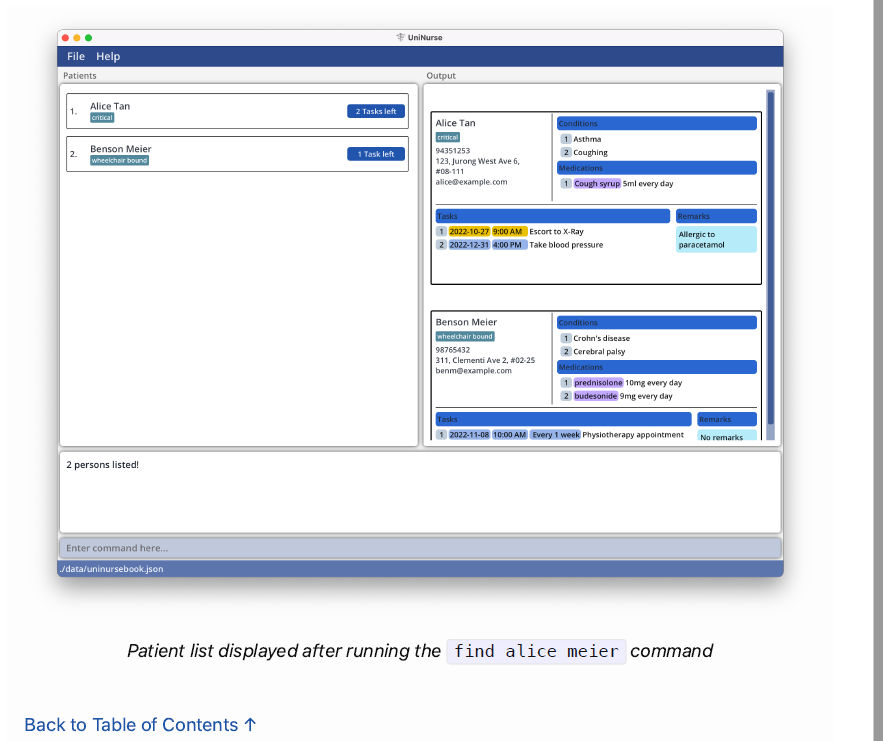 UniNurse
File Help
Patients
1. Alice Tan
critical
2 Tasks left
2. Benson Meier
wheelchair bound
1 Task left
Output
Alice Tan
critical
94351253
123, Jurong West Ave 6,
#08-111
alice@example.com
Conditions
1 Asthma
2 Coughing
Medications
1 Cough syrup 5ml every day
Tasks
1 2022-10-27 9:00 AM Escort to X-Ray
2 2022-12-31 4:00 PM Take blood pressure
Remarks
Allergic to
paracetamol
Benson Meier
wheelchair bound
98765432
311, Clementi Ave 2, #02-25
benm@example.com
Conditions
1 Crohn's disease
2 Cerebral palsy
Medications
1 prednisolone 10mg every day
2 budesonide 9mg every day
Tasks
1 2022-11-08 10:00 AM Every 1 week Physiotherapy appointment
Remarks
No remarks
2 persons listed!
Enter command here...
./data/uninursebook.json
Patient list displayed after running the find alice meier command
Back to Table of Contents ↑